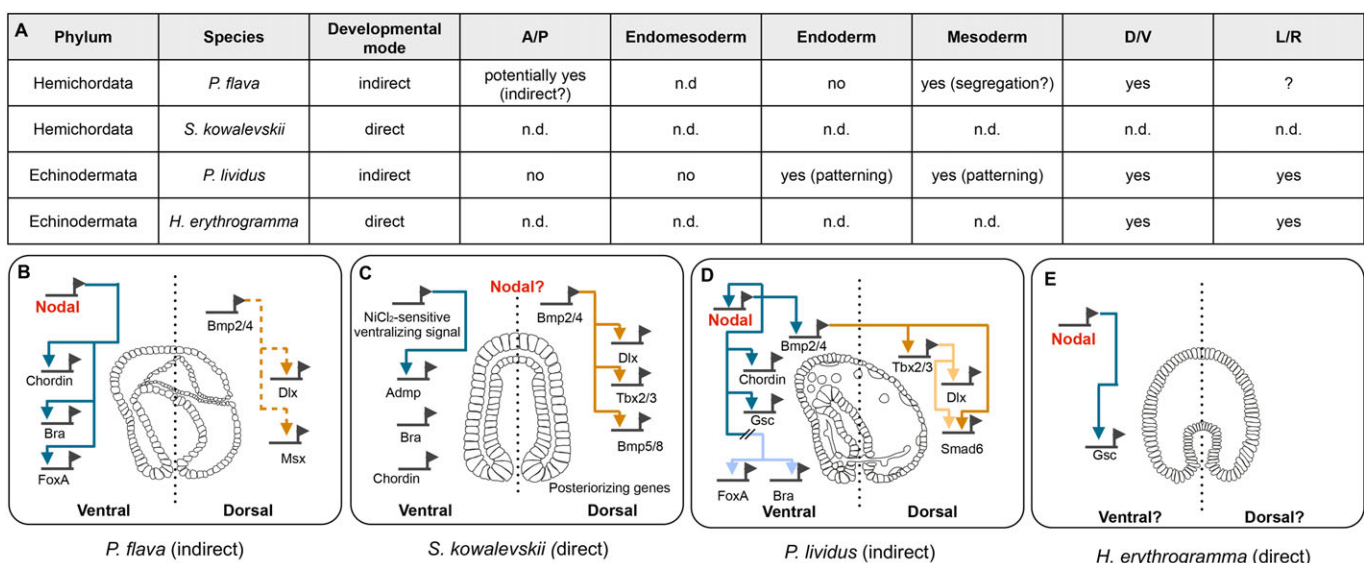 A Phylum Species Developmental mode A/P Endomesoderm Endoderm Mesoderm D/V L/R
Hemichordata P. flava indirect potentially yes (indirect?) n.d no yes (segregation?) yes ?
Hemichordata S. kowalevskii direct n.d. n.d. n.d. n.d. n.d. n.d.
Echinodermata P. lividus indirect no no yes (patterning) yes (patterning) yes yes
Echinodermata H. erythrogramma direct n.d. n.d. n.d. n.d. yes yes
B
Nodal
Bmp2/4
Chordin
Dlx
Bra
Msx
FoxA
Ventral Dorsal
P. flava (indirect)
C
Nodal?
NiCl₂-sensitive
ventralizing signal
Bmp2/4
Dlx
Admp
Tbx2/3
Bra
Bmp5/8
Chordin
Posteriorizing genes
Ventral Dorsal
S. kowalevskii (direct)
D
Nodal
Bmp2/4
Tbx2/3
Chordin
Dlx
Gsc
Smad6
FoxA Bra
Ventral Dorsal
P. lividus (indirect)
E
Nodal
Gsc
Ventral? Dorsal?
H. erythrogramma (direct)